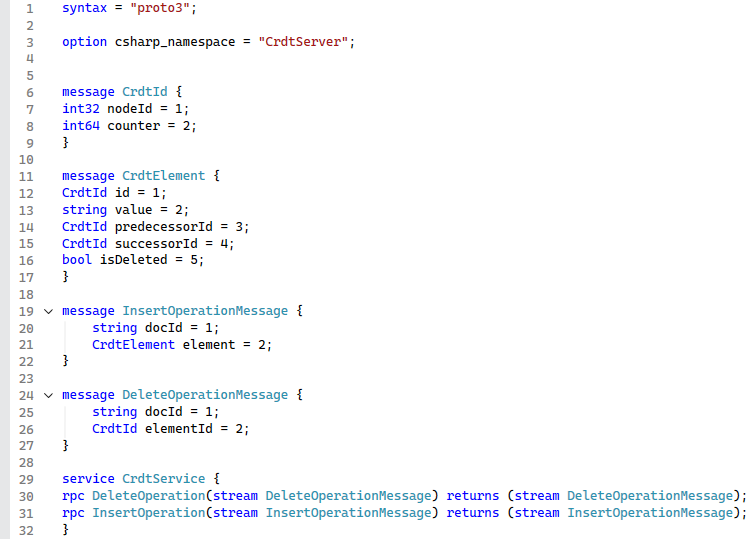 1 syntax = "proto3";
2
3 option csharp_namespace = "CrdtServer";
4
5
6 message CrdtId {
7 int32 nodeId = 1;
8 int64 counter = 2;
9 }
10
11 message CrdtElement {
12 CrdtId id = 1;
13 string value = 2;
14 CrdtId predecessorId = 3;
15 CrdtId successorId = 4;
16 bool isDeleted = 5;
17 }
18
19 message InsertOperationMessage {
20     string docId = 1;
21     CrdtElement element = 2;
22 }
23
24 message DeleteOperationMessage {
25     string docId = 1;
26     CrdtId elementId = 2;
27 }
28
29 service CrdtService {
30 rpc DeleteOperation(stream DeleteOperationMessage) returns (stream DeleteOperationMessage);
31 rpc InsertOperation(stream InsertOperationMessage) returns (stream InsertOperationMessage);
32 }